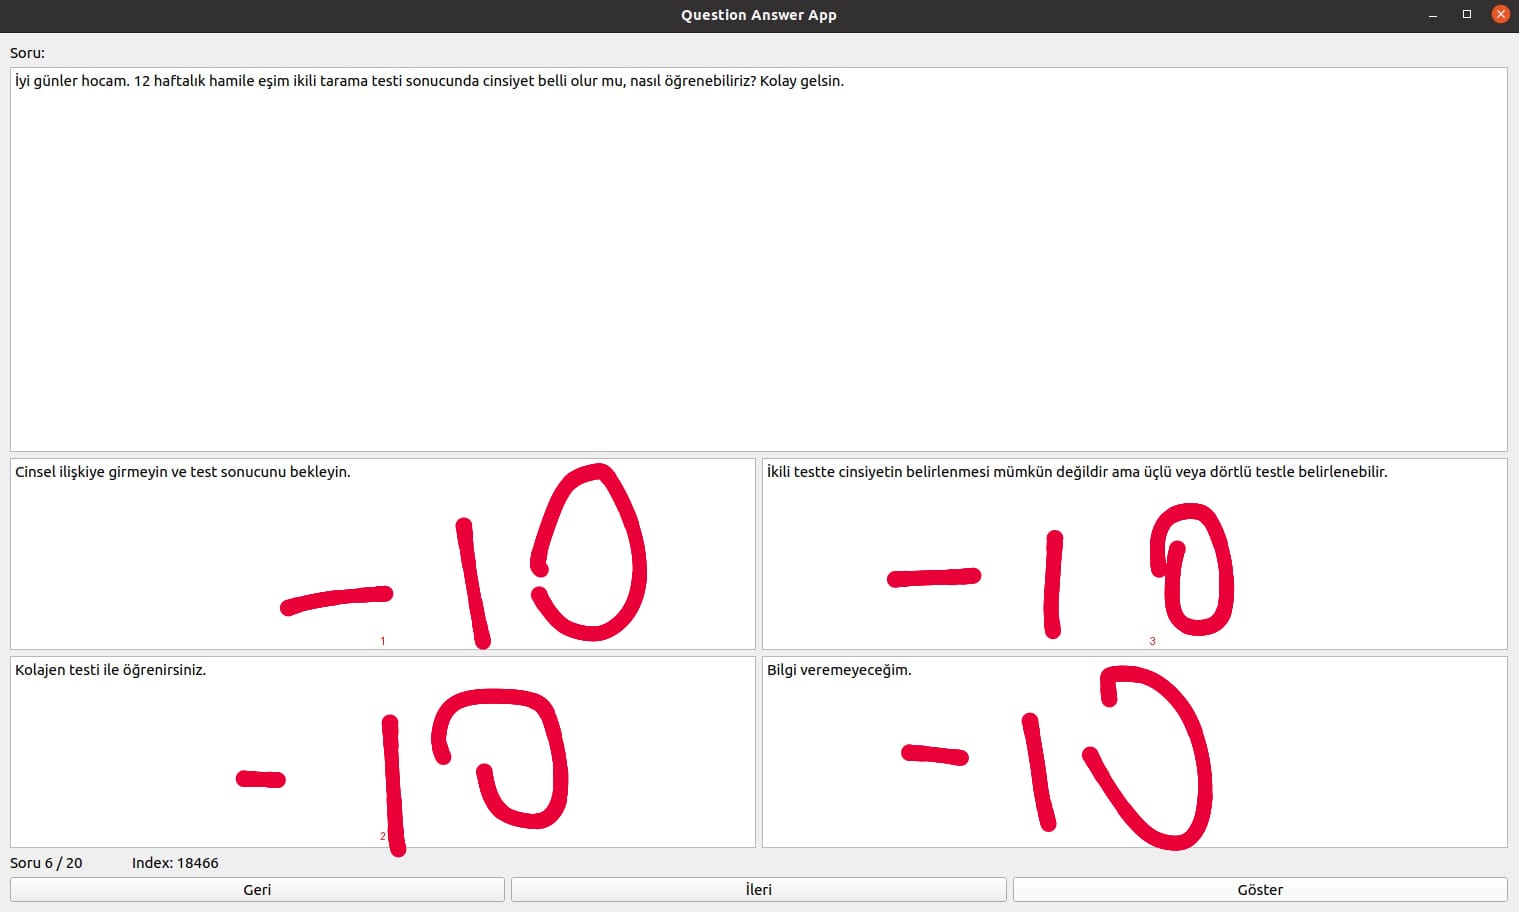 Question Answer App
Soru:
İyi günler hocam. 12 haftalık hamile eşim ikili tarama testi sonucunda cinsiyet belli olur mu, nasıl öğrenebiliriz? Kolay gelsin.
Cinsel ilişkiye girmeyin ve test sonucunu bekleyin.
-10
1
İkili testte cinsiyetin belirlenmesi mümkün değildir ama üçlü veya dörtlü testle belirlenebilir.
-10
3
Kolajen testi ile öğrenirsiniz.
-10
2
Bilgi veremeyeceğim.
-10
Soru 6 / 20 Index: 18466
Geri İleri Göster